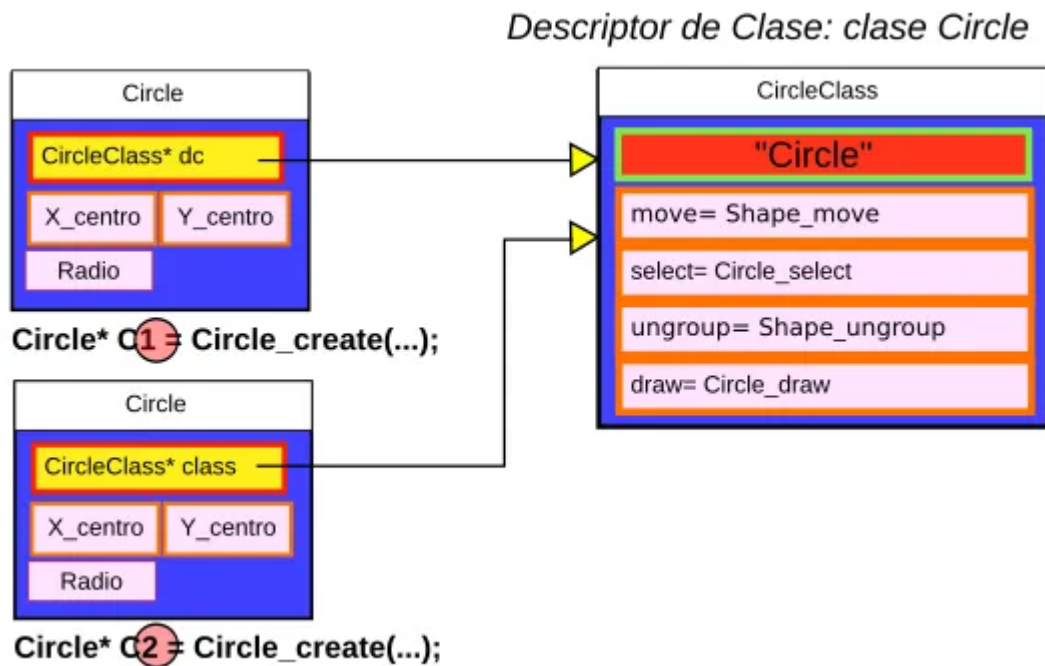 Descriptor de Clase: clase Circle
Circle
CircleClass* dc
X_centro Y_centro
Radio
Circle* C1 = Circle_create(...);
Circle
CircleClass* class
X_centro Y_centro
Radio
Circle* C2 = Circle_create(...);
CircleClass
"Circle"
move= Shape_move
select= Circle_select
ungroup= Shape_ungroup
draw= Circle_draw